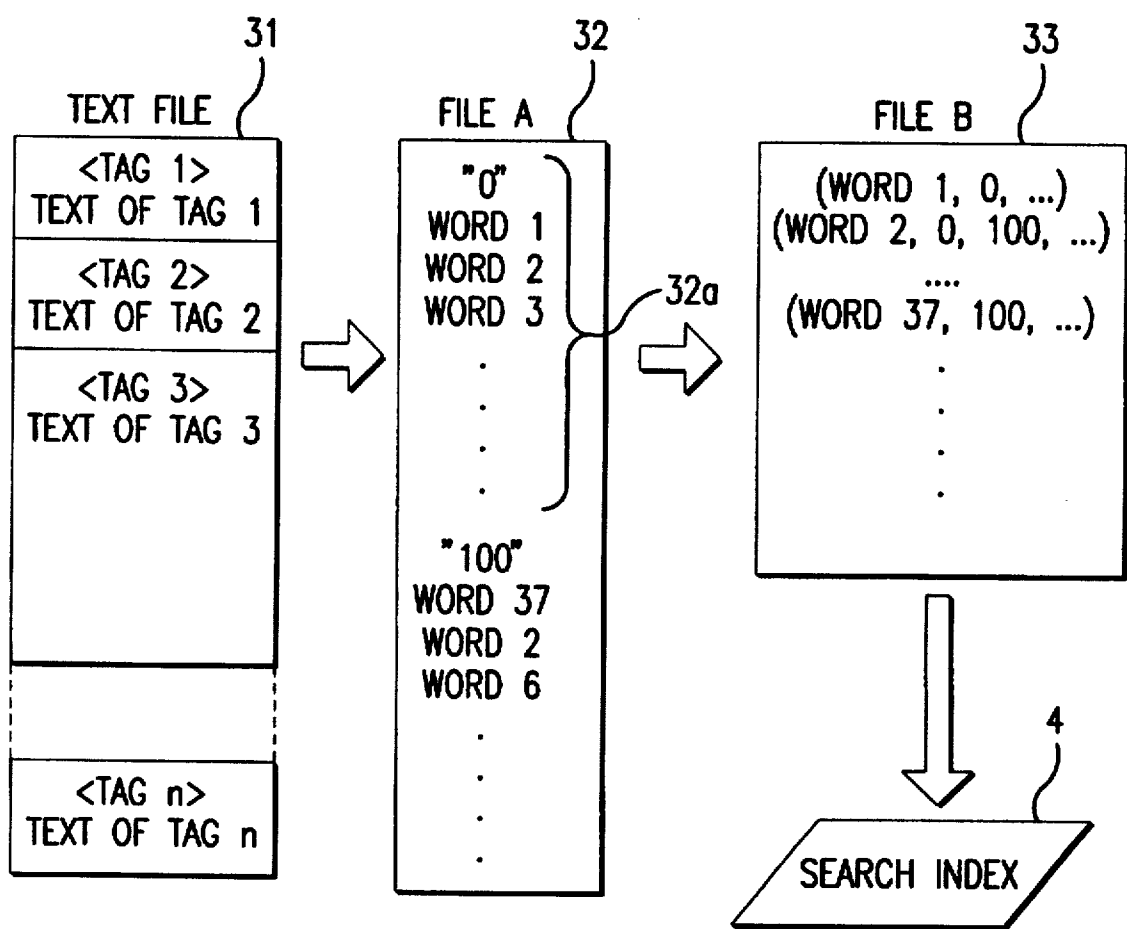 31
TEXT FILE
<TAG 1>
TEXT OF TAG 1
<TAG 2>
TEXT OF TAG 2
<TAG 3>
TEXT OF TAG 3
<TAG n>
TEXT OF TAG n
32
FILE A
"0"
WORD 1
WORD 2
WORD 3
.
.
.
.
32a
"100"
WORD 37
WORD 2
WORD 6
.
.
.
.
33
FILE B
(WORD 1, 0, ...)
(WORD 2, 0, 100, ...)
....
(WORD 37, 100, ...)
.
.
.
.
4
SEARCH INDEX